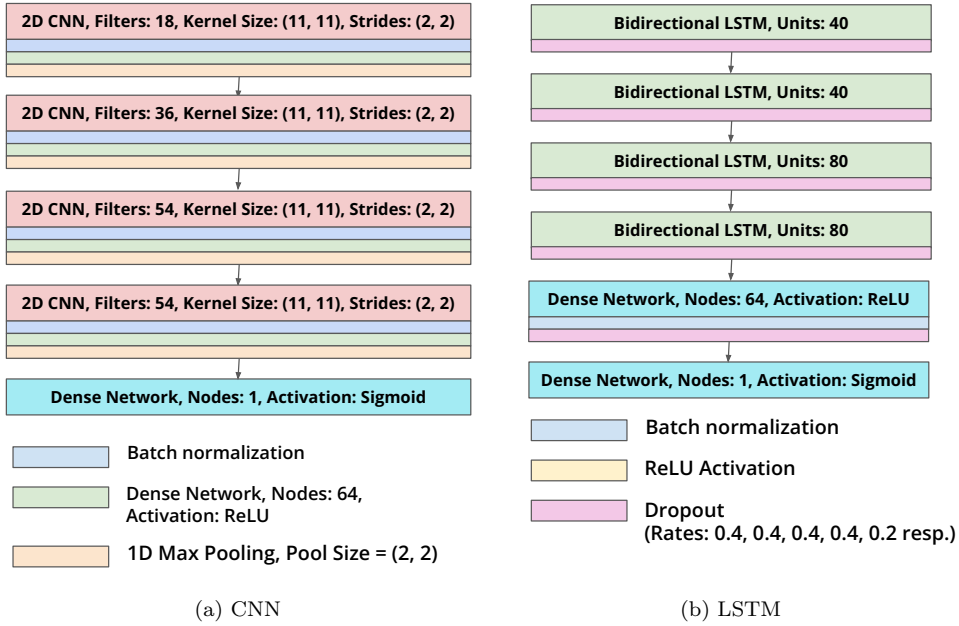 2D CNN, Filters: 18, Kernel Size: (11, 11), Strides: (2, 2)
2D CNN, Filters: 36, Kernel Size: (11, 11), Strides: (2, 2)
2D CNN, Filters: 54, Kernel Size: (11, 11), Strides: (2, 2)
2D CNN, Filters: 54, Kernel Size: (11, 11), Strides: (2, 2)
Dense Network, Nodes: 1, Activation: Sigmoid
Batch normalization
Dense Network, Nodes: 64,
Activation: ReLU
1D Max Pooling, Pool Size = (2, 2)
(a) CNN
Bidirectional LSTM, Units: 40
Bidirectional LSTM, Units: 40
Bidirectional LSTM, Units: 80
Bidirectional LSTM, Units: 80
Dense Network, Nodes: 64, Activation: ReLU
Dense Network, Nodes: 1, Activation: Sigmoid
Batch normalization
ReLU Activation
Dropout
(Rates: 0.4, 0.4, 0.4, 0.4, 0.2 resp.)
(b) LSTM